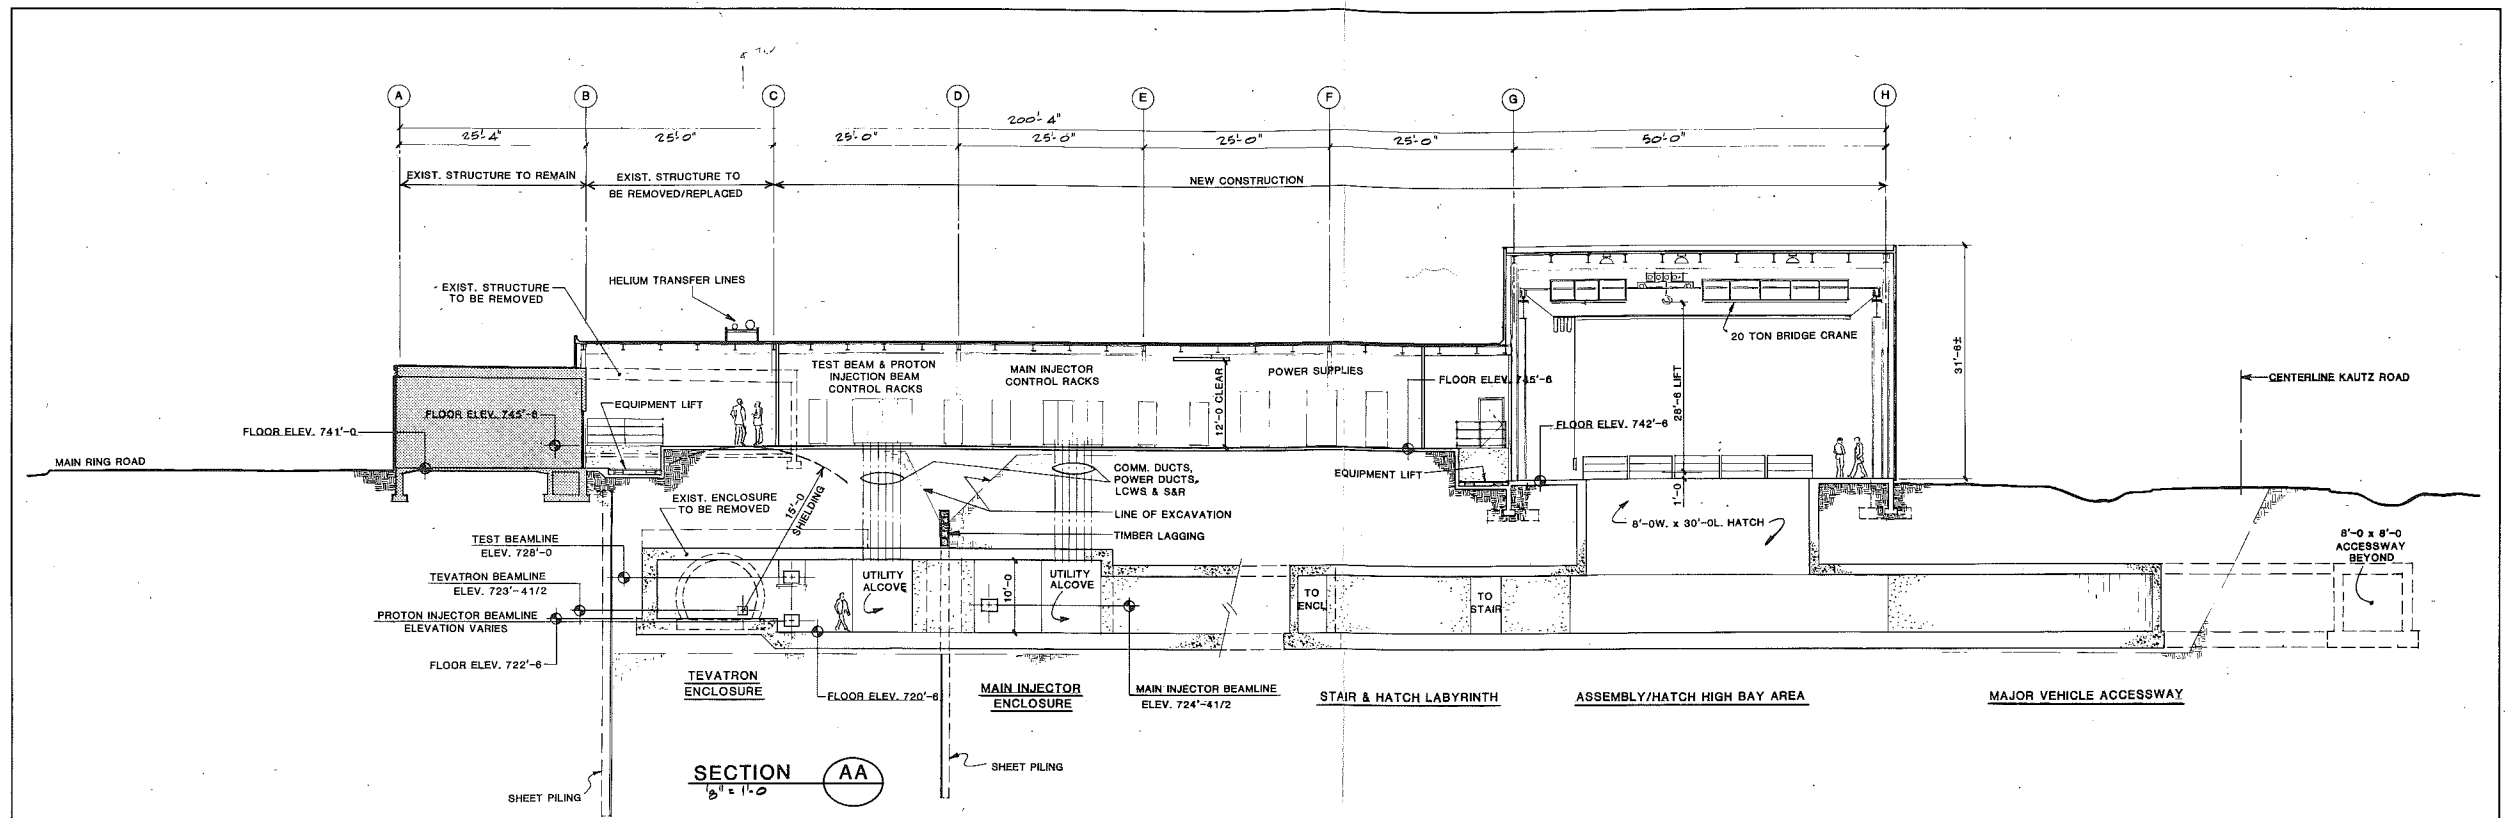 A
B
C
D
E
F
G
H
200'-4"
25'-4"
25'-0"
25'-0"
25'-0"
25'-0"
25'-0"
50'-0"
EXIST. STRUCTURE TO REMAIN
EXIST. STRUCTURE TO
BE REMOVED/REPLACED
NEW CONSTRUCTION
EXIST. STRUCTURE
TO BE REMOVED
HELIUM TRANSFER LINES
20 TON BRIDGE CRANE
31'-6±
TEST BEAM & PROTON
INJECTION BEAM
CONTROL RACKS
MAIN INJECTOR
CONTROL RACKS
POWER SUPPLIES
12'-0 CLEAR
FLOOR ELEV. 745'-6
28'-6 LIFT
CENTERLINE KAUTZ ROAD
EQUIPMENT LIFT
FLOOR ELEV. 745'-6
FLOOR ELEV. 741'-0
FLOOR ELEV. 742'-6
MAIN RING ROAD
COMM. DUCTS,
POWER DUCTS,
LCWS & S&R
EQUIPMENT LIFT
1'-0
EXIST. ENCLOSURE
TO BE REMOVED
15'-0
SHIELDING
LINE OF EXCAVATION
8'-0W. x 30'-0L. HATCH
TIMBER LAGGING
TEST BEAMLINE
ELEV. 728'-0
8'-0 x 8'-0
ACCESSWAY
BEYOND
TEVATRON BEAMLINE
ELEV. 723'-41/2
UTILITY
ALCOVE
10'-0
UTILITY
ALCOVE
TO
ENCL.
TO
STAIR
PROTON INJECTOR BEAMLINE
ELEVATION VARIES
FLOOR ELEV. 722'-6
TEVATRON
ENCLOSURE
FLOOR ELEV. 720'-6
MAIN INJECTOR
ENCLOSURE
MAIN INJECTOR BEAMLINE
ELEV. 724'-41/2
STAIR & HATCH LABYRINTH
ASSEMBLY/HATCH HIGH BAY AREA
MAJOR VEHICLE ACCESSWAY
SECTION AA
1/8" = 1'-0
SHEET PILING
SHEET PILING